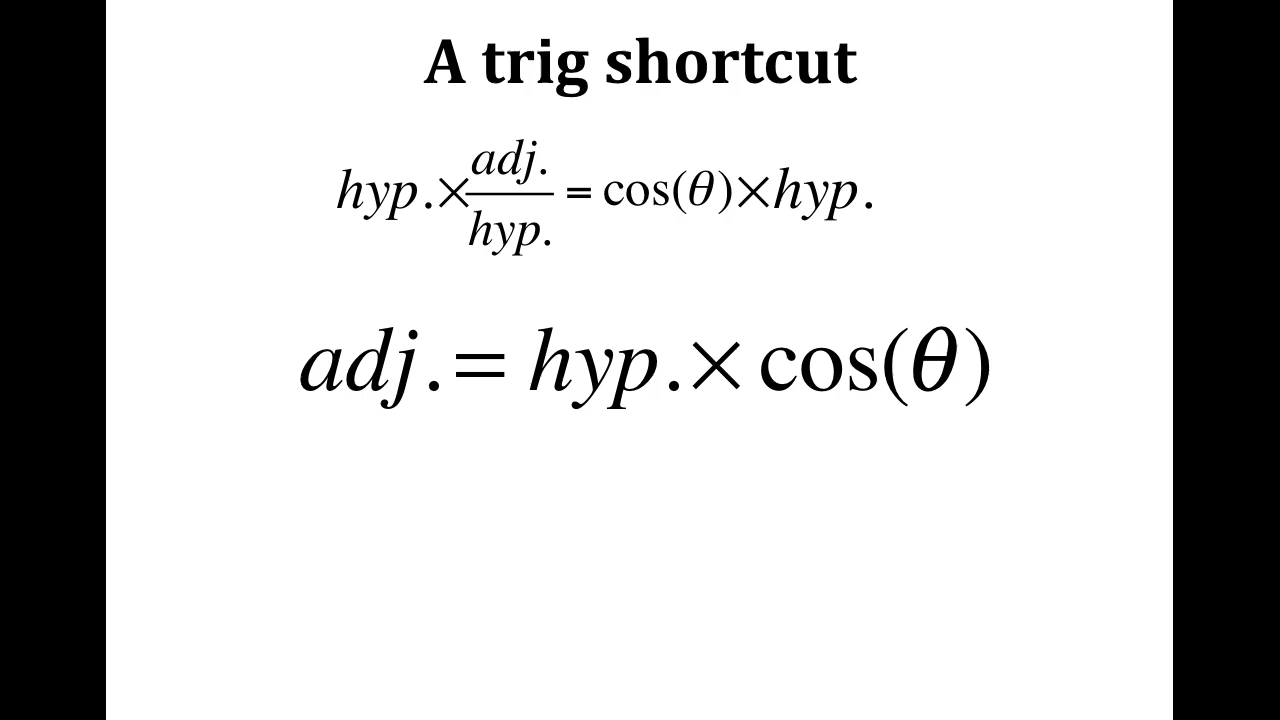 A trig shortcut
hyp.×adj./hyp. = cos(θ)×hyp.
adj.= hyp.×cos(θ)